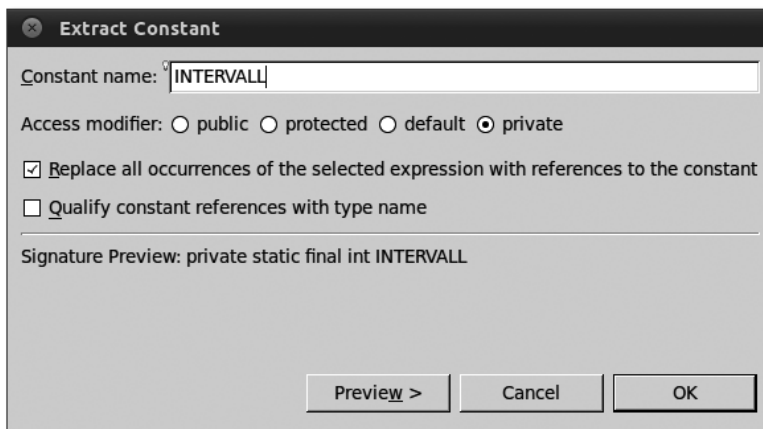 Extract Constant
Constant name: INTERVALL
Access modifier: public protected default private
Replace all occurrences of the selected expression with references to the constant
Qualify constant references with type name
Signature Preview: private static final int INTERVALL
Preview > Cancel OK